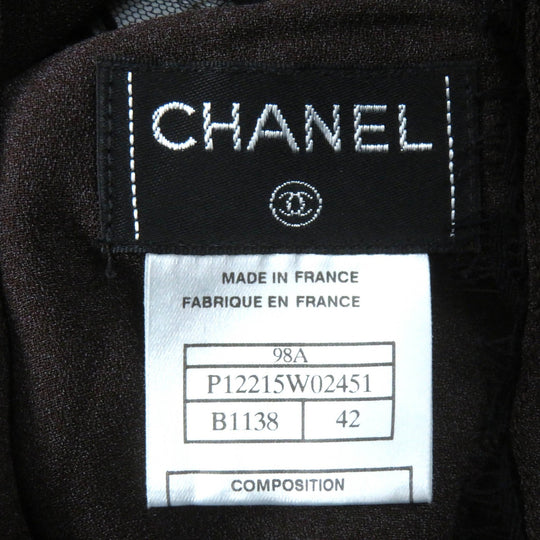 CHANEL
MADE IN FRANCE
FABRIQUE EN FRANCE
98A
P12215W02451
B1138 42
COMPOSITION